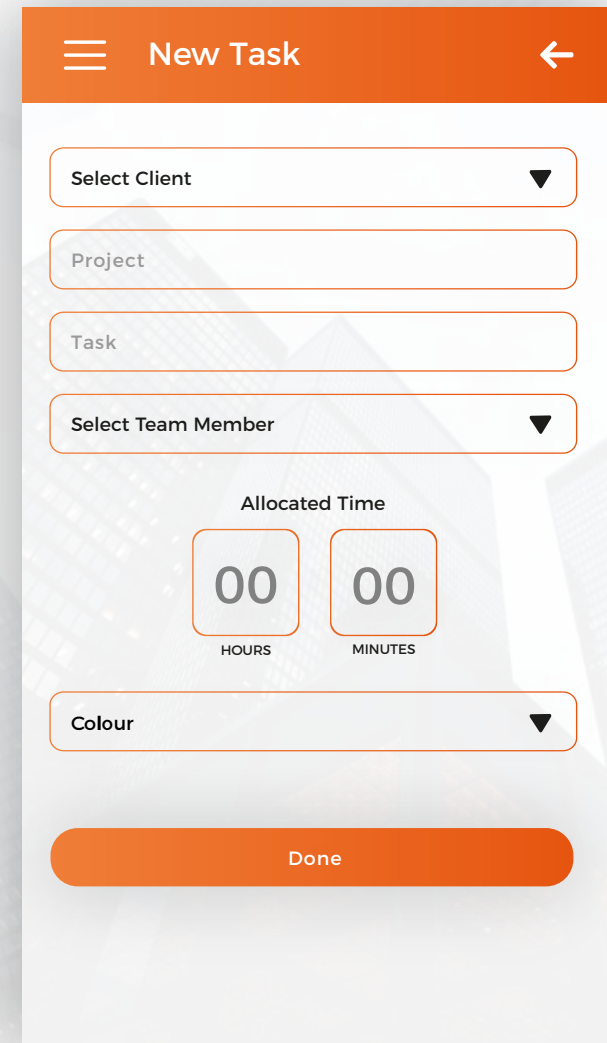 New Task
Select Client
Project
Task
Select Team Member
Allocated Time
00 00
HOURS MINUTES
Colour
Done